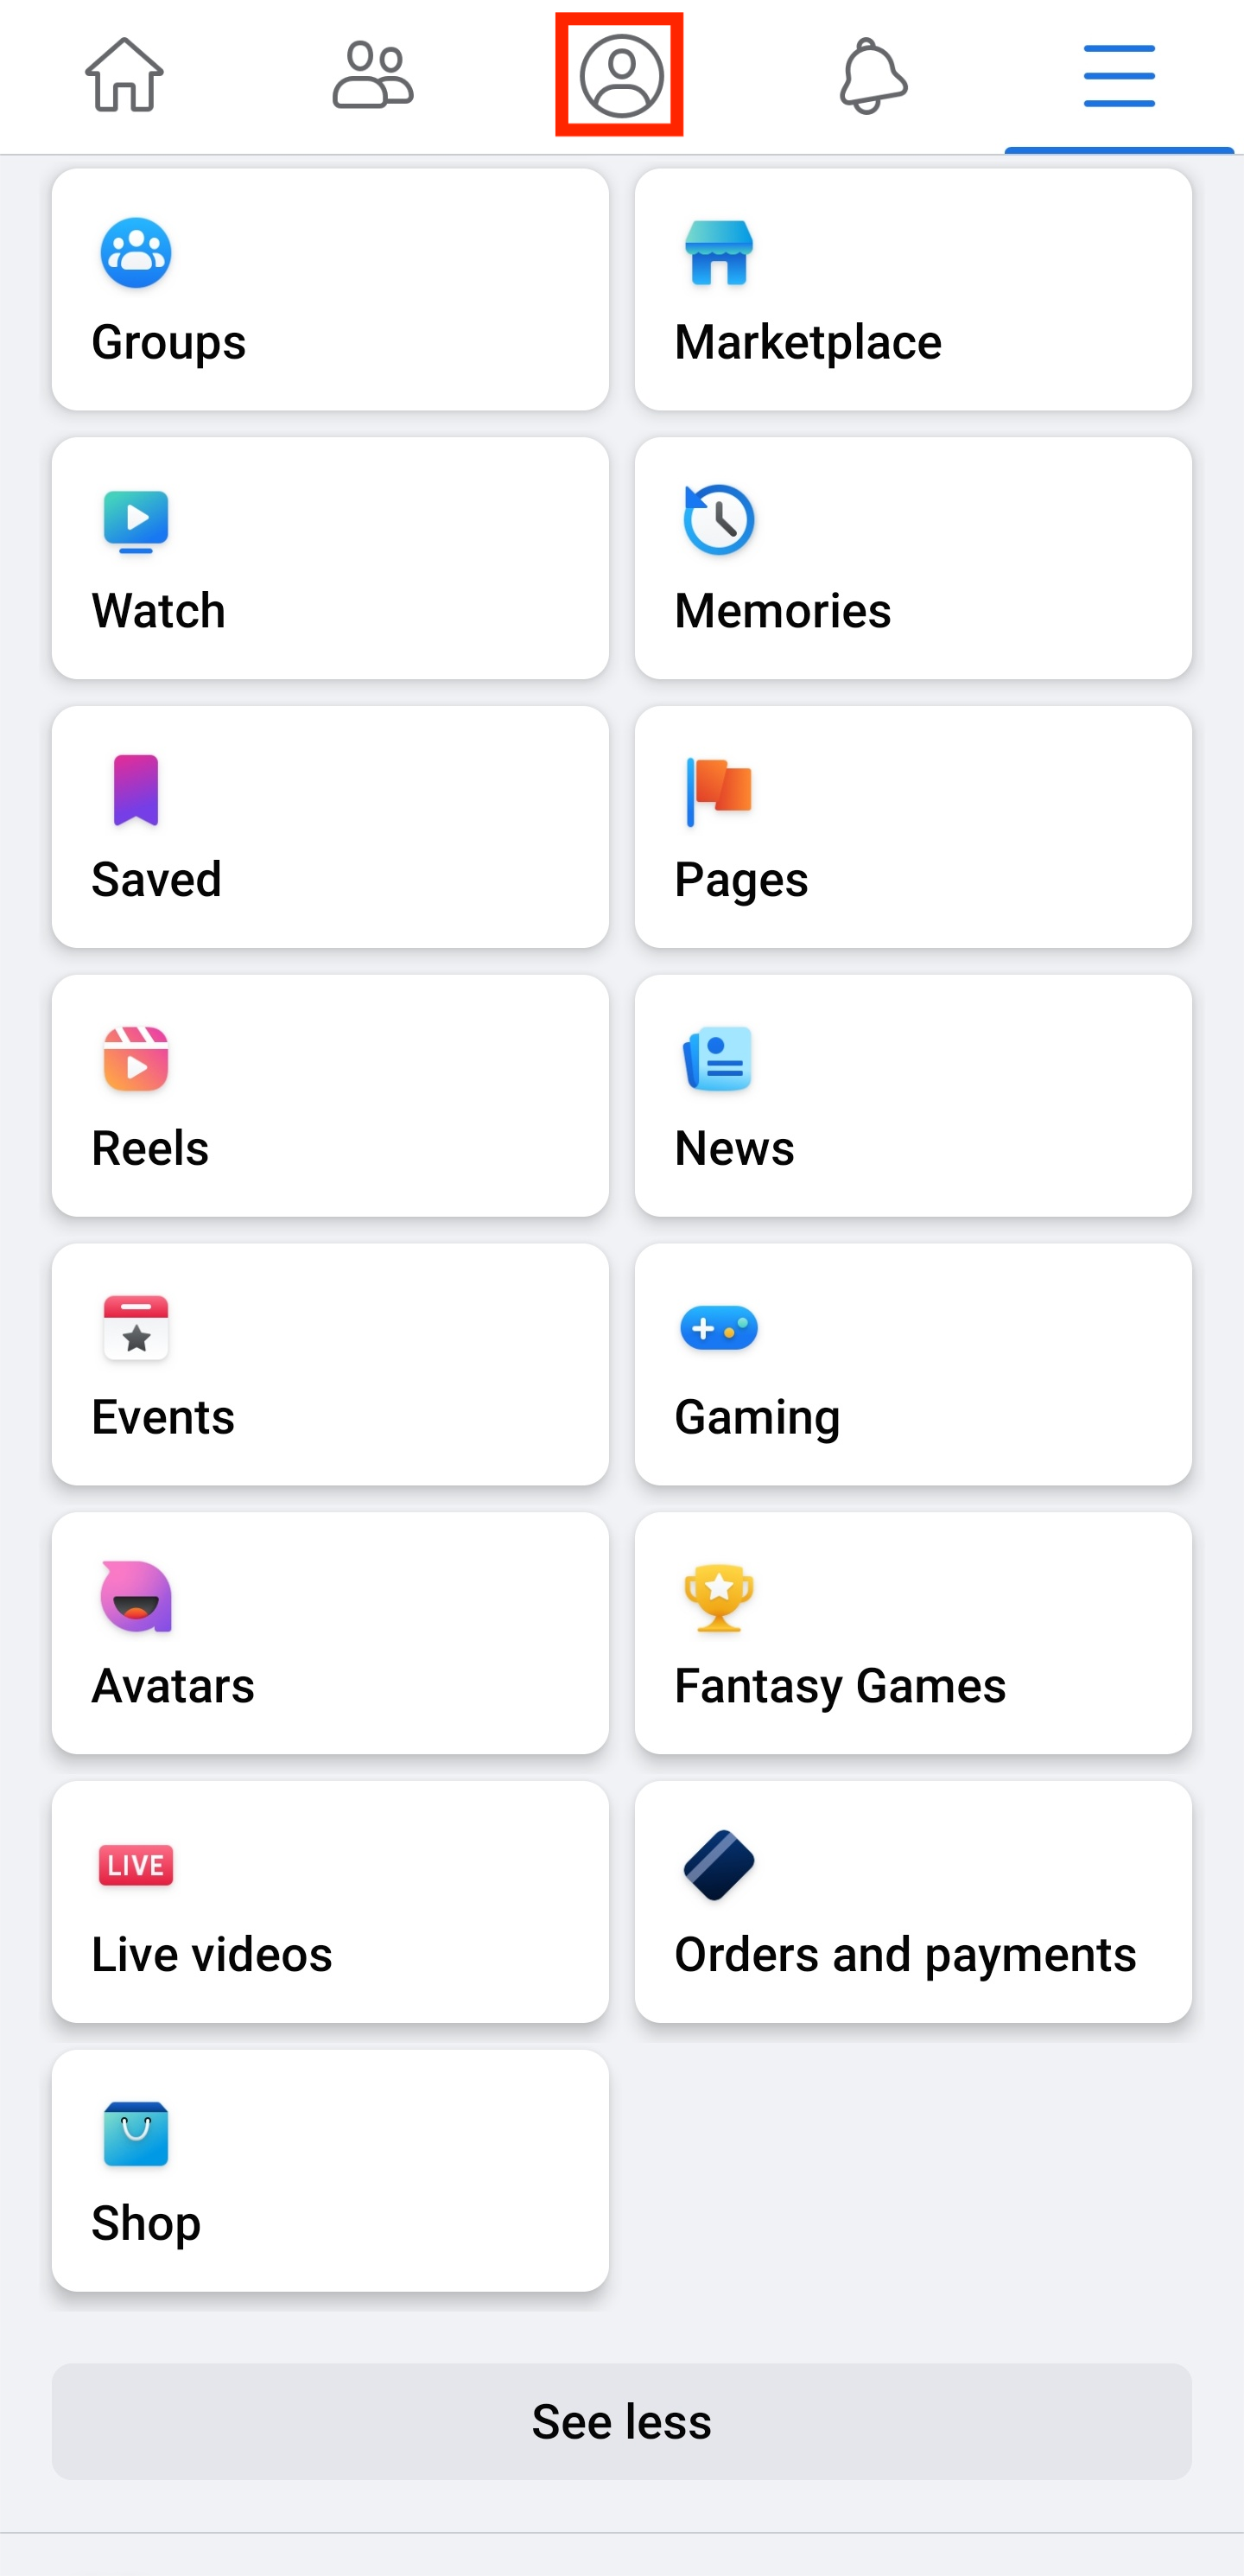 Groups
Marketplace
Watch
Memories
Saved
Pages
Reels
News
Events
Gaming
Avatars
Fantasy Games
LIVE
Live videos
Orders and payments
Shop
See less